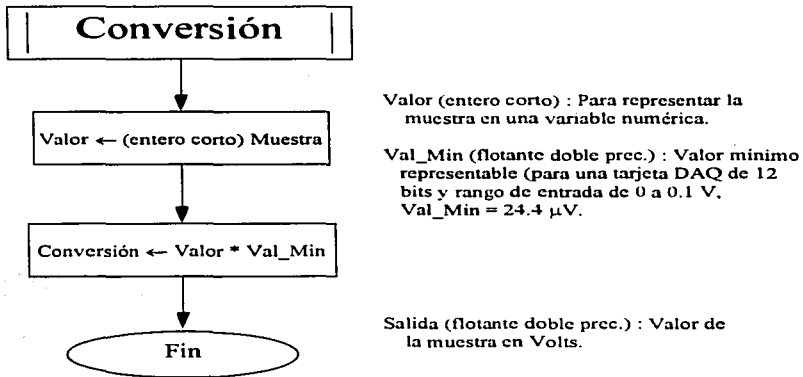 Conversión
Valor ← (entero corto) Muestra
Conversión ← Valor * Val_Min
Fin
Valor (entero corto) : Para representar la
muestra en una variable numérica.
Val_Min (flotante doble prec.) : Valor mínimo
representable (para una tarjeta DAQ de 12
bits y rango de entrada de 0 a 0.1 V,
Val_Min = 24.4 µV.
Salida (flotante doble prec.) : Valor de
la muestra en Volts.